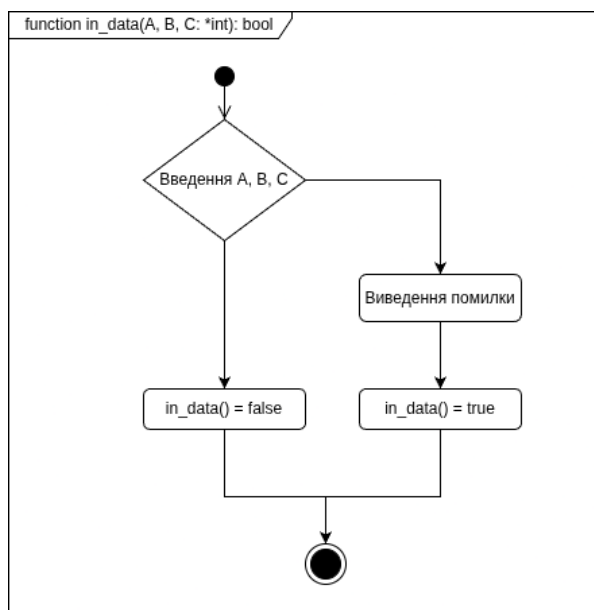 function in_data(A, B, C: *int): bool
Введення A, B, C
Виведення помилки
in_data() = false
in_data() = true